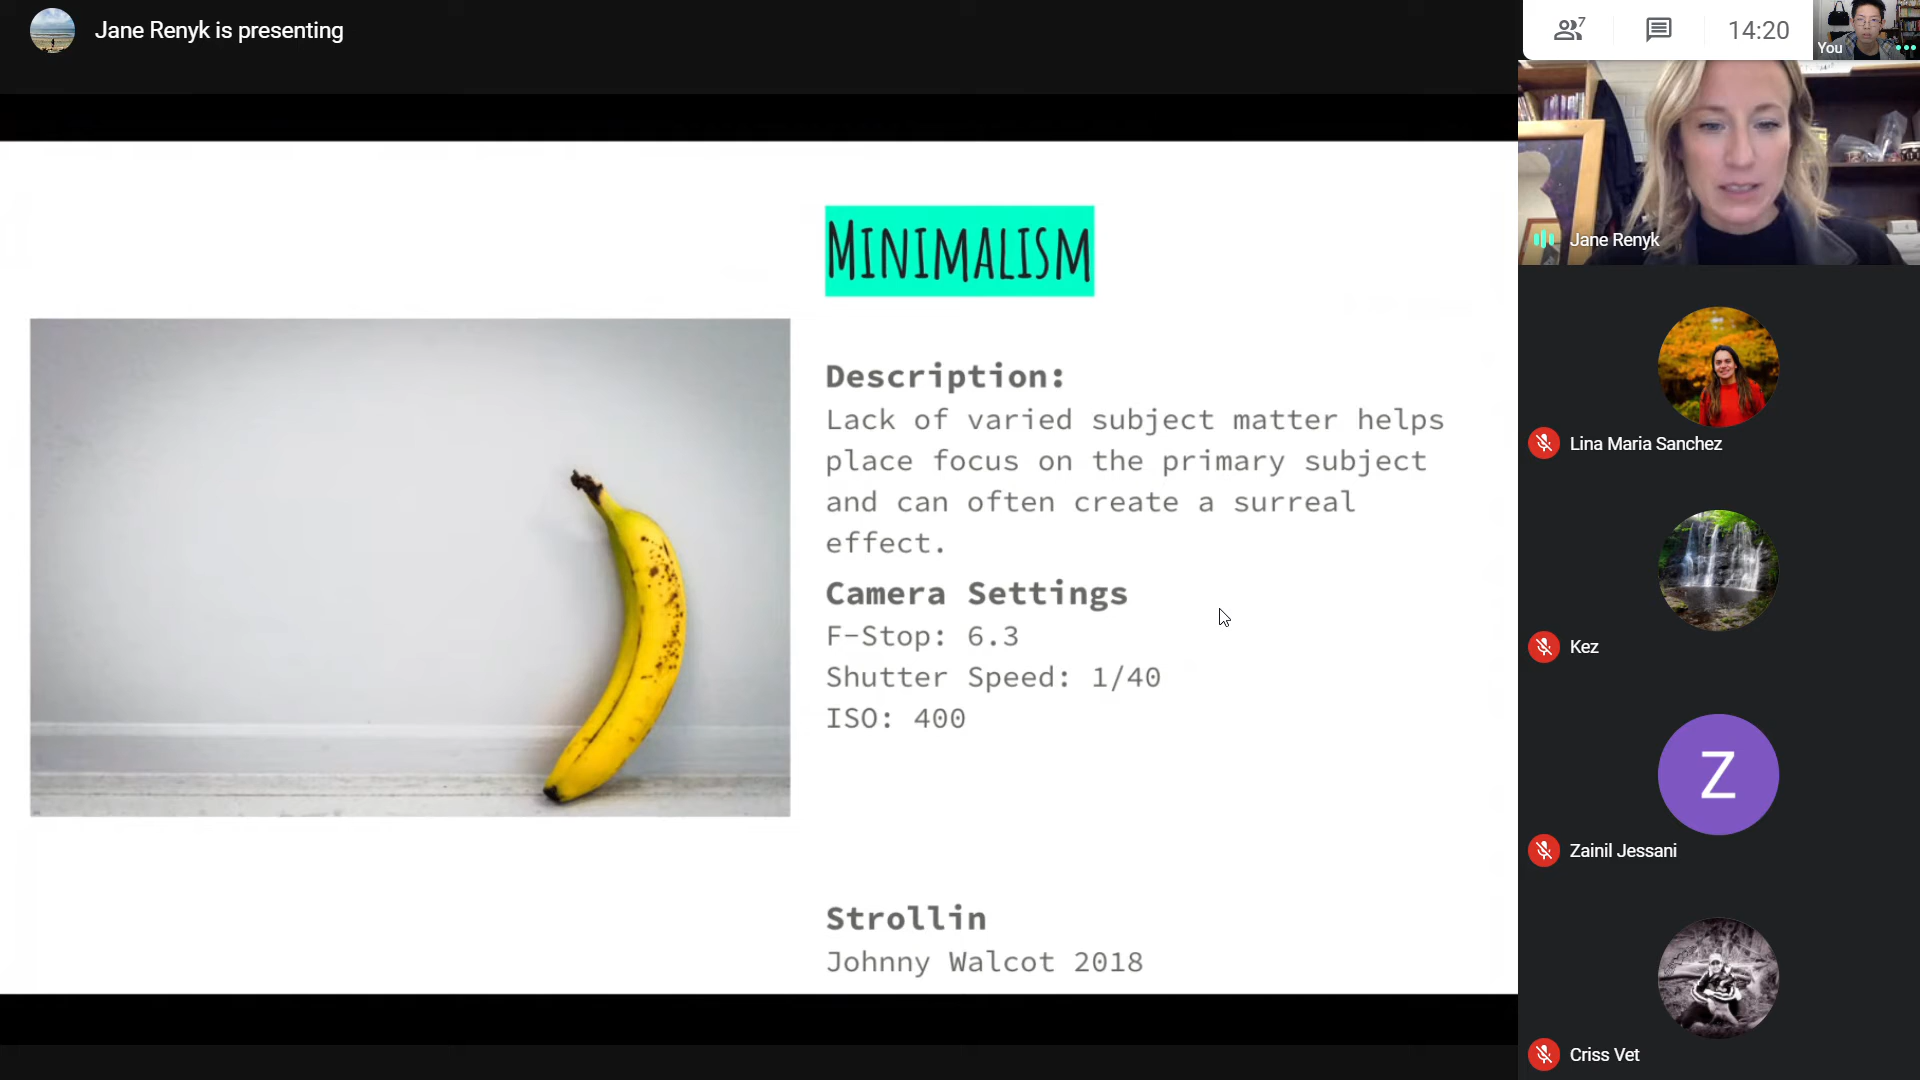 Jane Renyk is presenting
7
14:20
You
Jane Renyk
MINIMALISM
Description:
Lack of varied subject matter helps
place focus on the primary subject
and can often create a surreal
effect.
Camera Settings
F-Stop: 6.3
Shutter Speed: 1/40
ISO: 400
Strollin
Johnny Walcot 2018
Lina Maria Sanchez
Kez
Z
Zainil Jessani
Criss Vet